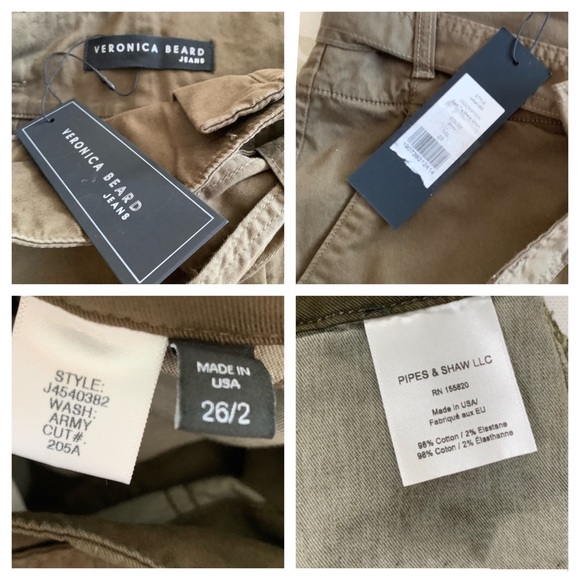 VERONICA BEARD
JEANS
VERONICA BEARD
JEANS
STYLE:
J4540382
WASH:
ARMY
CUT#:
205A
MADE IN
USA
26/2
PIPES & SHAW LLC
RN 155820
Made in USA/
Fabriqué aux EU
98% Cotton / 2% Elastane
98% Coton / 2% Élasthanne